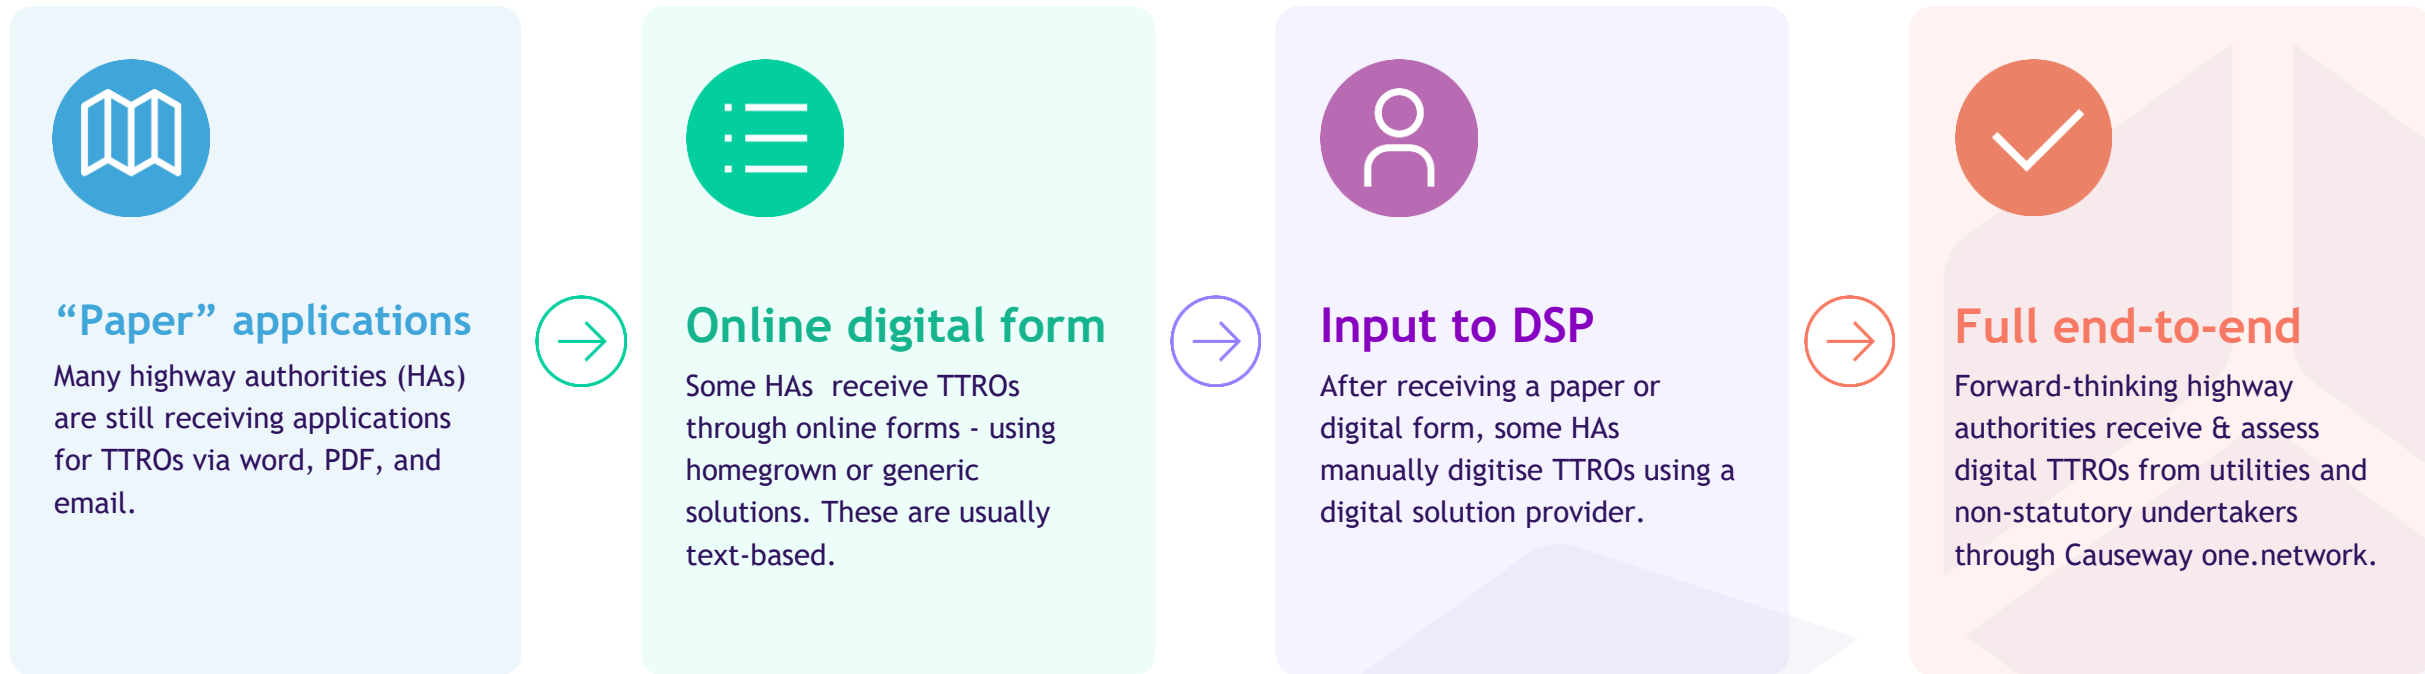 “Paper” applications
Many highway authorities (HAs)
are still receiving applications
for TTROs via word, PDF, and
email.
Online digital form
Some HAs  receive TTROs
through online forms - using
homegrown or generic
solutions. These are usually
text-based.
Input to DSP
After receiving a paper or
digital form, some HAs
manually digitise TTROs using a
digital solution provider.
Full end-to-end
Forward-thinking highway
authorities receive & assess
digital TTROs from utilities and
non-statutory undertakers
through Causeway one.network.